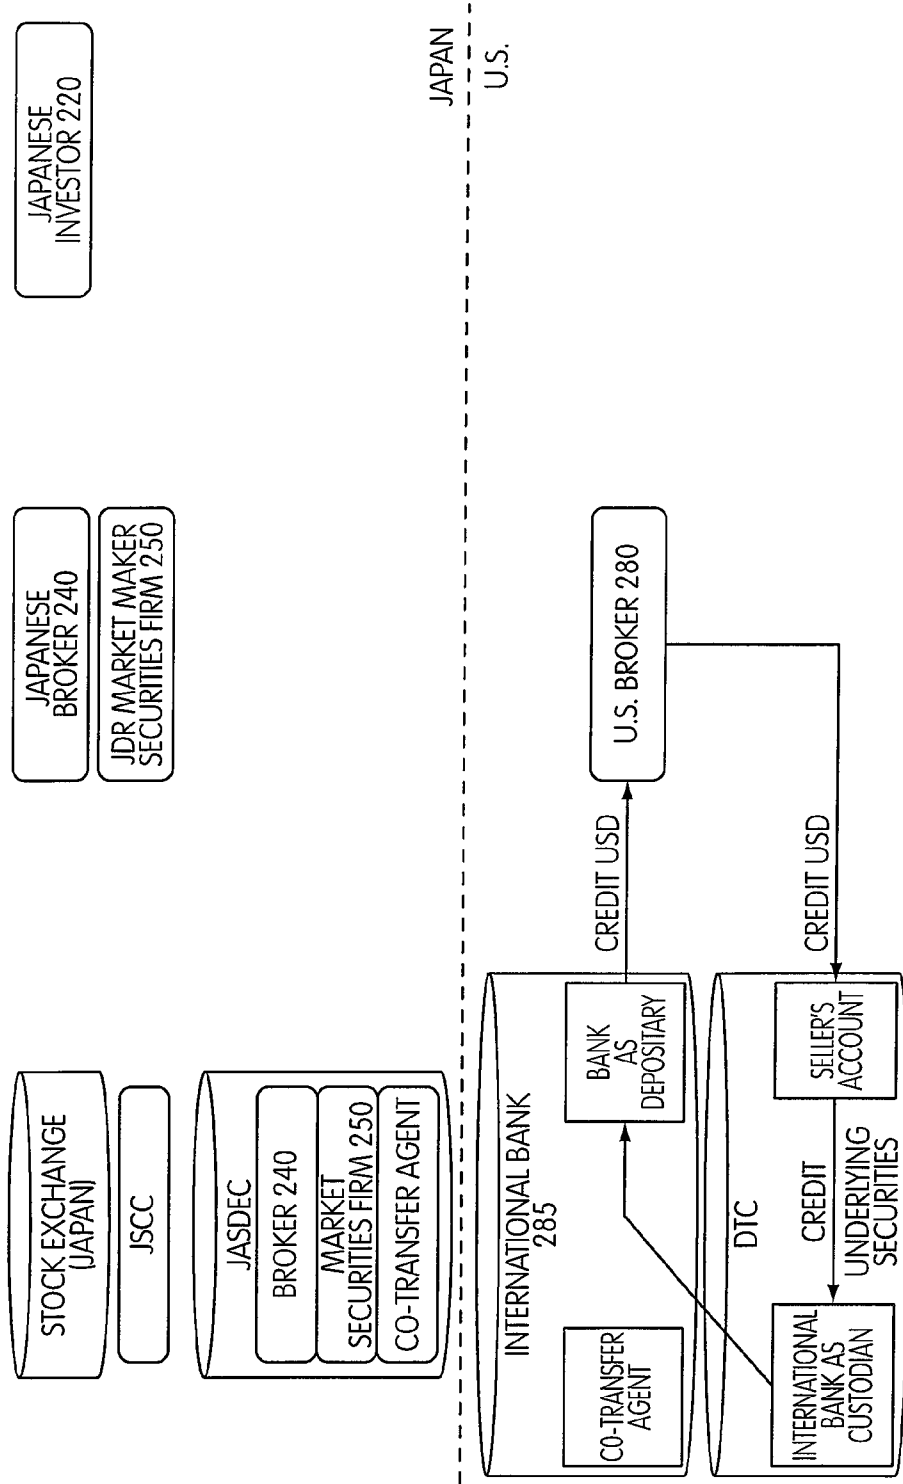 STOCK EXCHANGE
(JAPAN)
JSCC
JASDEC
BROKER 240
MARKET
SECURITIES FIRM 250
CO-TRANSFER AGENT
JAPANESE
BROKER 240
JDR MARKET MAKER
SECURITIES FIRM 250
JAPANESE
INVESTOR 220
JAPAN
U.S.
INTERNATIONAL BANK
285
CO-TRANSFER
AGENT
BANK
AS
DEPOSITARY
CREDIT USD
U.S. BROKER 280
DTC
INTERNATIONAL
BANK AS
CUSTODIAN
CREDIT
UNDERLYING
SECURITIES
SELLER'S
ACCOUNT
CREDIT USD